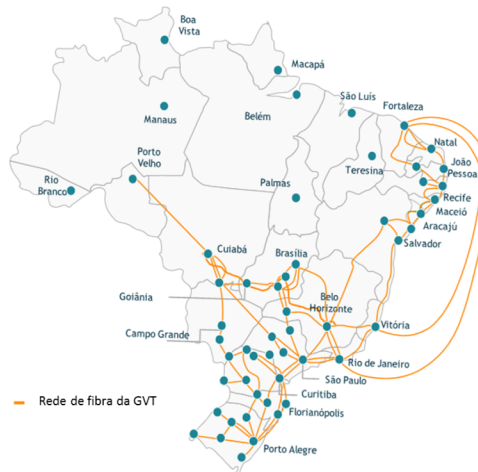 Boa
Vista
Macapá
São Luís
Fortaleza
Manaus
Belém
Natal
Porto
Velho
João
Pessoa
Teresina
Rio
Branco
Palmas
Recife
Maceió
Aracajú
Salvador
Cuiabá
Brasília
Goiânia
Belo
Horizonte
Vitória
Campo Grande
Rio de Janeiro
São Paulo
Rede de fibra da GVT
Curitiba
Florianópolis
Porto Alegre